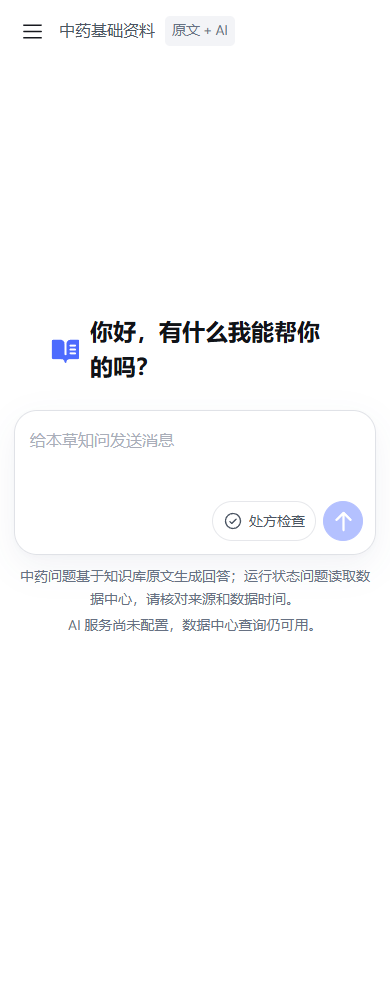 中药基础资料 原文 + AI
你好，有什么我能帮你
的吗？
给本草知问发送消息
处方检查
中药问题基于知识库原文生成回答；运行状态问题读取数
据中心，请核对来源和数据时间。
AI 服务尚未配置，数据中心查询仍可用。